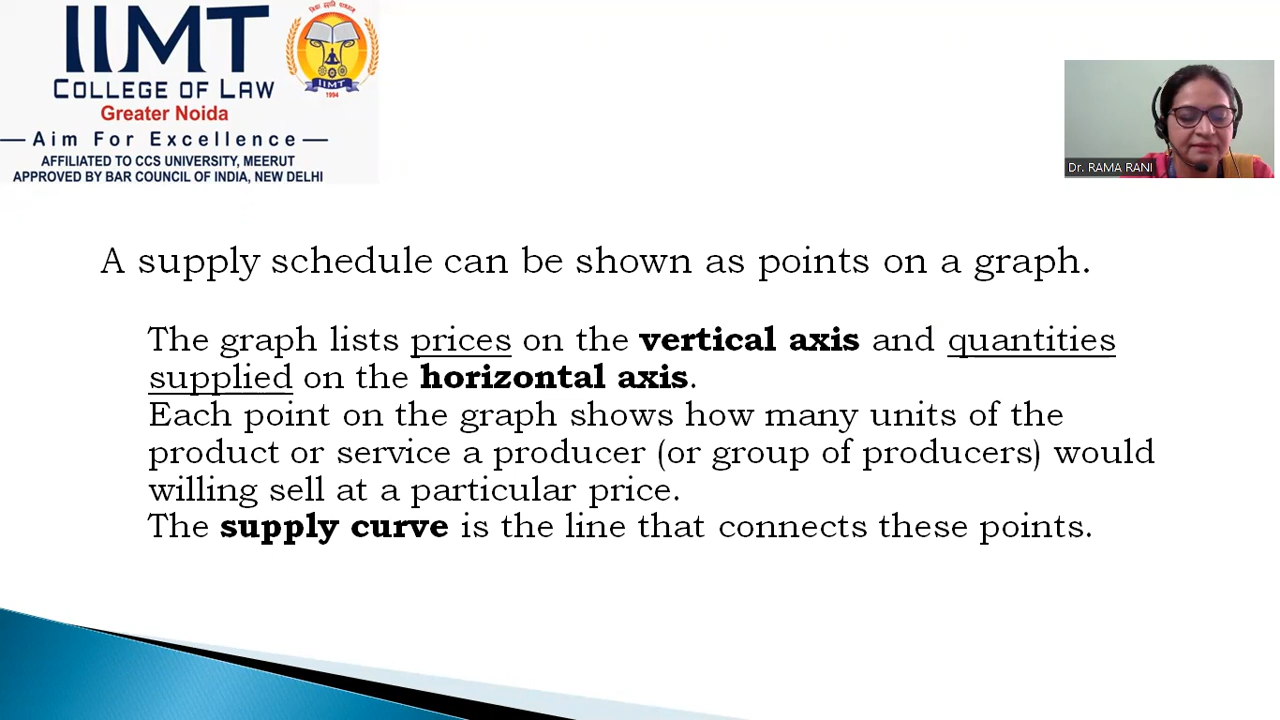 IIMT
COLLEGE OF LAW
Greater Noida
Aim For Excellence
AFFILIATED TO CCS UNIVERSITY, MEERUT
APPROVED BY BAR COUNCIL OF INDIA, NEW DELHI
IIMT
1994
Dr. RAMA RANI
A supply schedule can be shown as points on a graph.
The graph lists prices on the vertical axis and quantities
supplied on the horizontal axis.
Each point on the graph shows how many units of the
product or service a producer (or group of producers) would
willing sell at a particular price.
The supply curve is the line that connects these points.